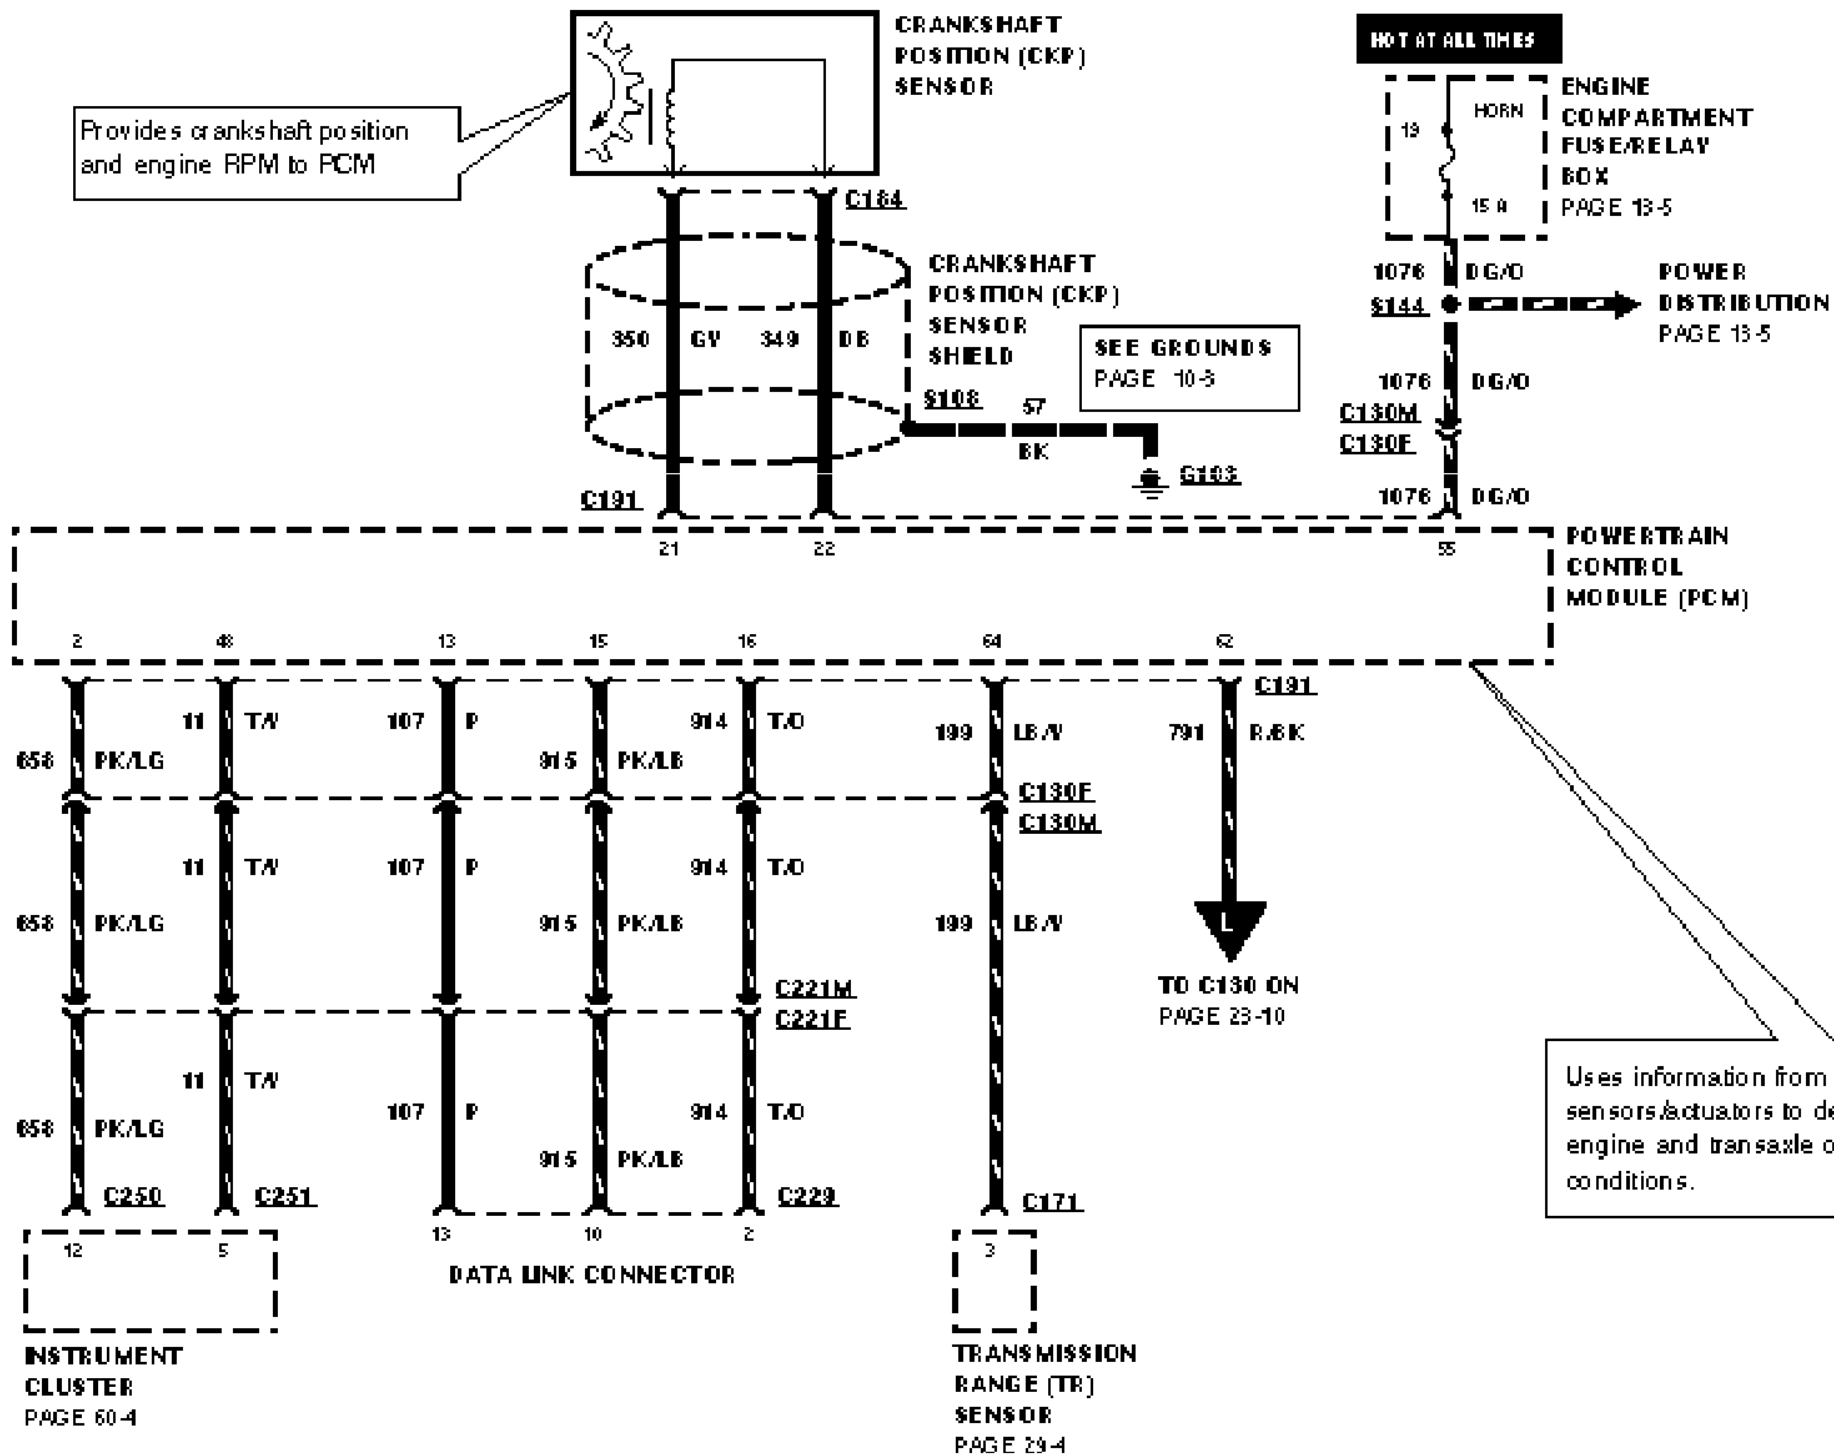 CRANKSHAFT
POSITION (CKP)
SENSOR
Provides crankshaft position
and engine RPM to PCM
HOT AT ALL TIMES
19
HORN
15 A
ENGINE
COMPARTMENT
FUSE/RELAY
BOX
PAGE 13-5
C184
CRANKSHAFT
POSITION (CKP)
SENSOR
SHIELD
350 GY 349 DB
S108 57
BK
G103
SEE GROUNDS
PAGE 10-8
1076 DG/O
S144
POWER
DISTRIBUTION
PAGE 13-5
1076 DG/O
C130M
C130F
1076 DG/O
C191
21 22 55
POWERTRAIN
CONTROL
MODULE (PCM)
2 48 13 15 16 64 62
C191
11 T/Y 107 P 914 T/O 199 LB/Y 791 R/BK
658 PK/LG 915 PK/LB
C130F
C130M
11 T/Y 107 P 914 T/O
658 PK/LG 915 PK/LB 199 LB/Y
L
TO C130 ON
PAGE 23-10
C221M
C221F
11 T/Y 107 P 914 T/O
658 PK/LG 915 PK/LB
C250 C251 C229 C171
12 5 13 10 2 3
DATA LINK CONNECTOR
INSTRUMENT
CLUSTER
PAGE 60-4
TRANSMISSION
RANGE (TR)
SENSOR
PAGE 29-4
Uses information from
sensors/actuators to de
engine and transaxle o
conditions.